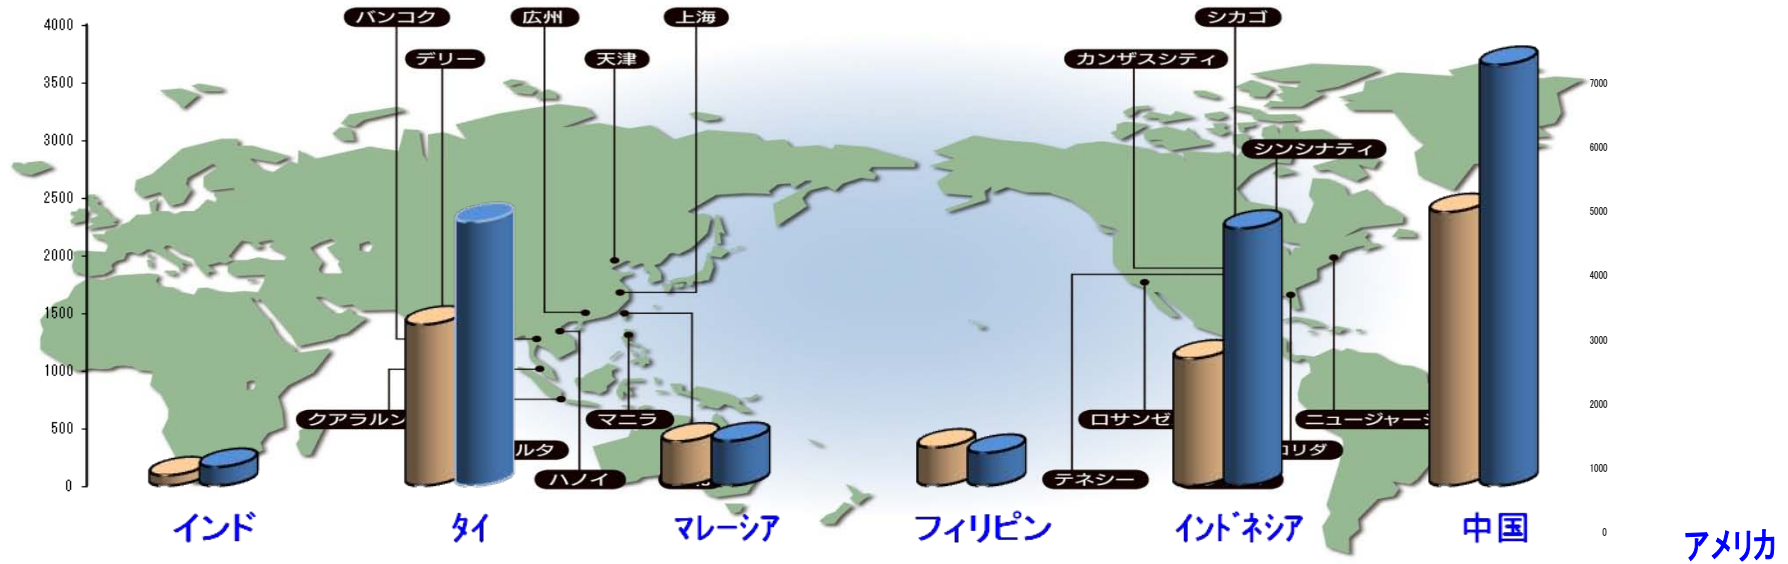 4000
3500
3000
2500
2000
1500
1000
500
0
バンコク
広州
上海
シカゴ
デリー
天津
カンザスシティ
シンシナティ
クアラルン
マニラ
ロサンゼ
ニュージャージ
ルタ
ロリダ
ハノイ
テネシー
7000
6000
5000
4000
3000
2000
1000
0
インド
タイ
マレーシア
フィリピン
インドネシア
中国
アメリカ